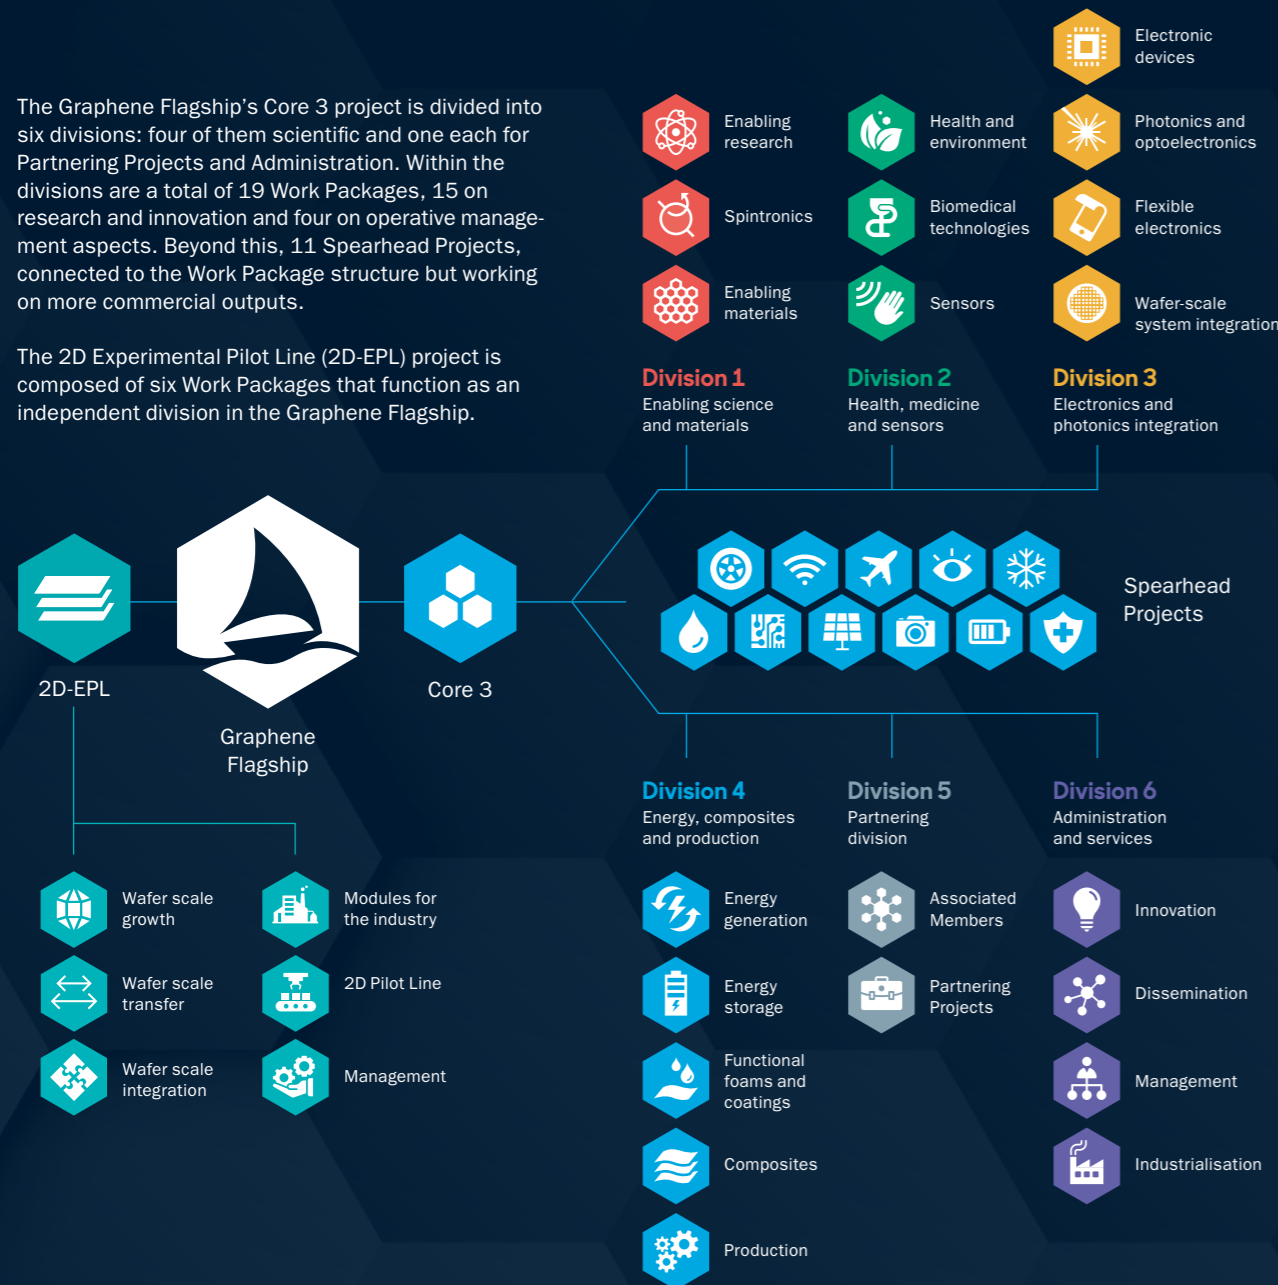 The Graphene Flagship's Core 3 project is divided into
six divisions: four of them scientific and one each for
Partnering Projects and Administration. Within the
divisions are a total of 19 Work Packages, 15 on
research and innovation and four on operative manage-
ment aspects. Beyond this, 11 Spearhead Projects,
connected to the Work Package structure but working
on more commercial outputs.
The 2D Experimental Pilot Line (2D-EPL) project is
composed of six Work Packages that function as an
independent division in the Graphene Flagship.
Enabling
research
Spintronics
Enabling
materials
Division 1
Enabling science
and materials
Health and
environment
Biomedical
technologies
Sensors
Division 2
Health, medicine
and sensors
Electronic
devices
Photonics and
optoelectronics
Flexible
electronics
Wafer-scale
system integration
Division 3
Electronics and
photonics integration
2D-EPL
Graphene
Flagship
Core 3
Spearhead
Projects
Wafer scale
growth
Wafer scale
transfer
Wafer scale
integration
Modules for
the industry
2D Pilot Line
Management
Division 4
Energy, composites
and production
Energy
generation
Energy
storage
Functional
foams and
coatings
Composites
Production
Division 5
Partnering
division
Associated
Members
Partnering
Projects
Division 6
Administration
and services
Innovation
Dissemination
Management
Industrialisation